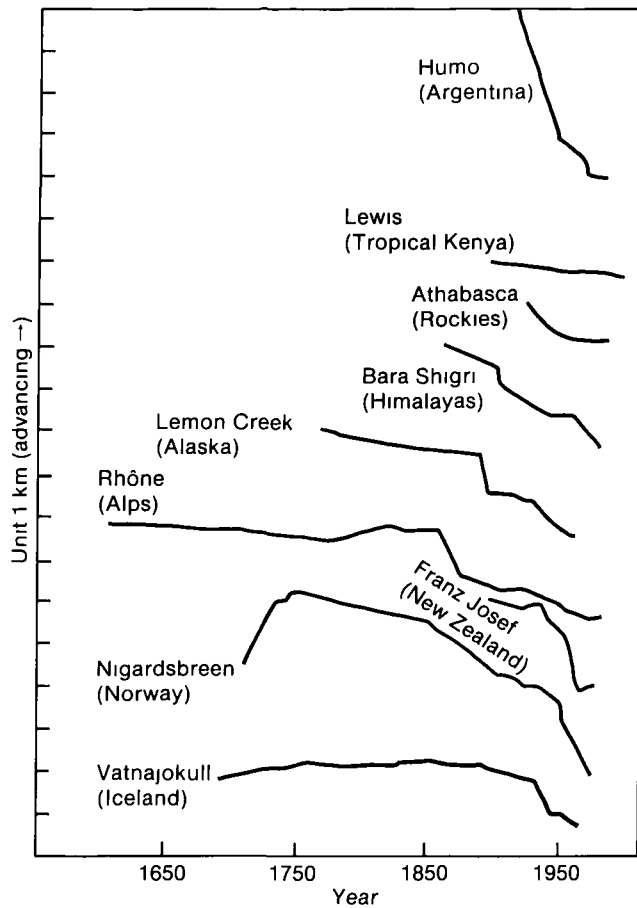 Humo
(Argentina)
Lewis
(Tropical Kenya)
Athabasca
(Rockies)
Bara Shigri
(Himalayas)
Lemon Creek
(Alaska)
Rhône
(Alps)
Franz Josef
(New Zealand)
Nigardsbreen
(Norway)
Vatnajokull
(Iceland)
Unit 1 km (advancing →)
1650 1750 1850 1950
Year